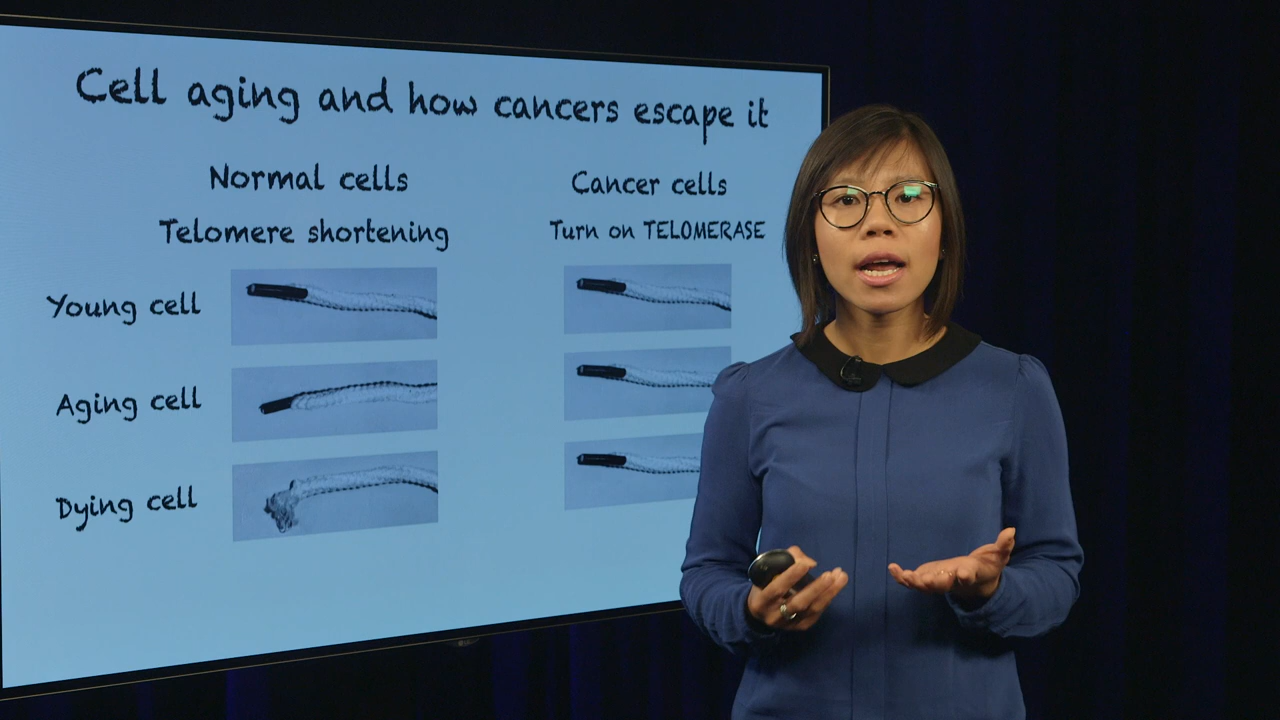 Cell aging and how cancers escape it
Normal cells
Cancer cells
Telomere shortening
Turn on TELOMERASE
Young cell
Aging cell
Dying cell